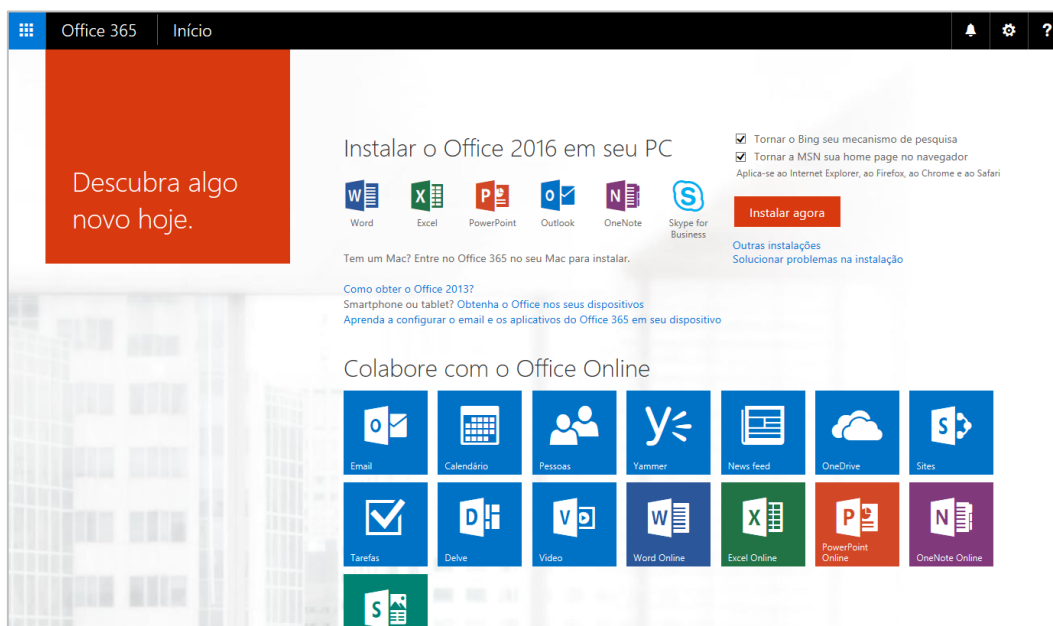 Office 365 Início ?
Descubra algo
novo hoje.
Instalar o Office 2016 em seu PC
Word Excel PowerPoint Outlook OneNote Skype for
Business
Tem um Mac? Entre no Office 365 no seu Mac para instalar.
Como obter o Office 2013?
Smartphone ou tablet? Obtenha o Office nos seus dispositivos
Aprenda a configurar o email e os aplicativos do Office 365 em seu dispositivo
Tornar o Bing seu mecanismo de pesquisa
Tornar a MSN sua home page no navegador
Aplica-se ao Internet Explorer, ao Firefox, ao Chrome e ao Safari
Instalar agora
Outras instalações
Solucionar problemas na instalação
Colabore com o Office Online
Email Calendário Pessoas Yammer News feed OneDrive Sites
Tarefas Delve Video Word Online Excel Online PowerPoint
Online OneNote Online